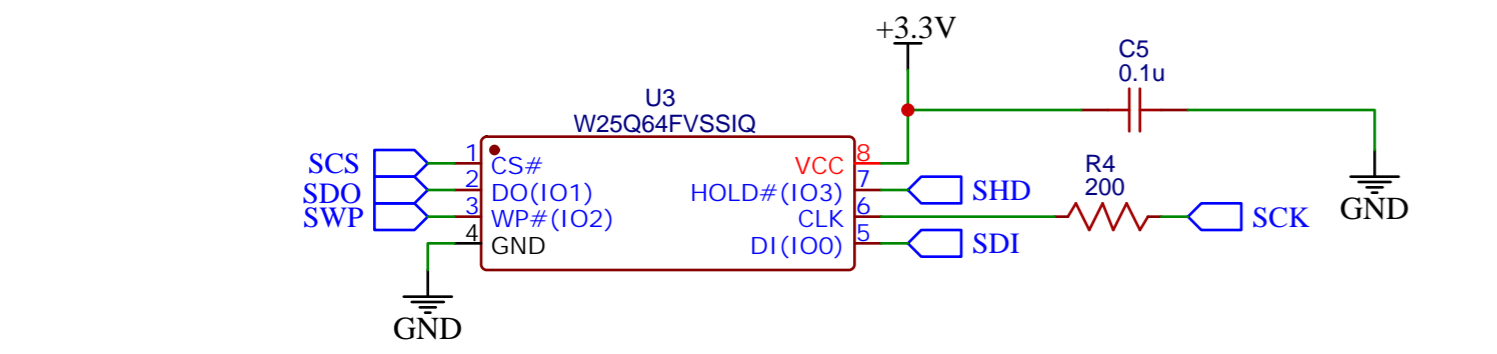 +3.3V
C5
0.1u
U3
W25Q64FVSSIQ
SCS 1 CS# VCC 8
SDO 2 DO(IO1) HOLD#(IO3) 7 SHD
SWP 3 WP#(IO2) CLK 6 SCK
4 GND DI(IO0) 5 SDI
R4
200
GND
GND